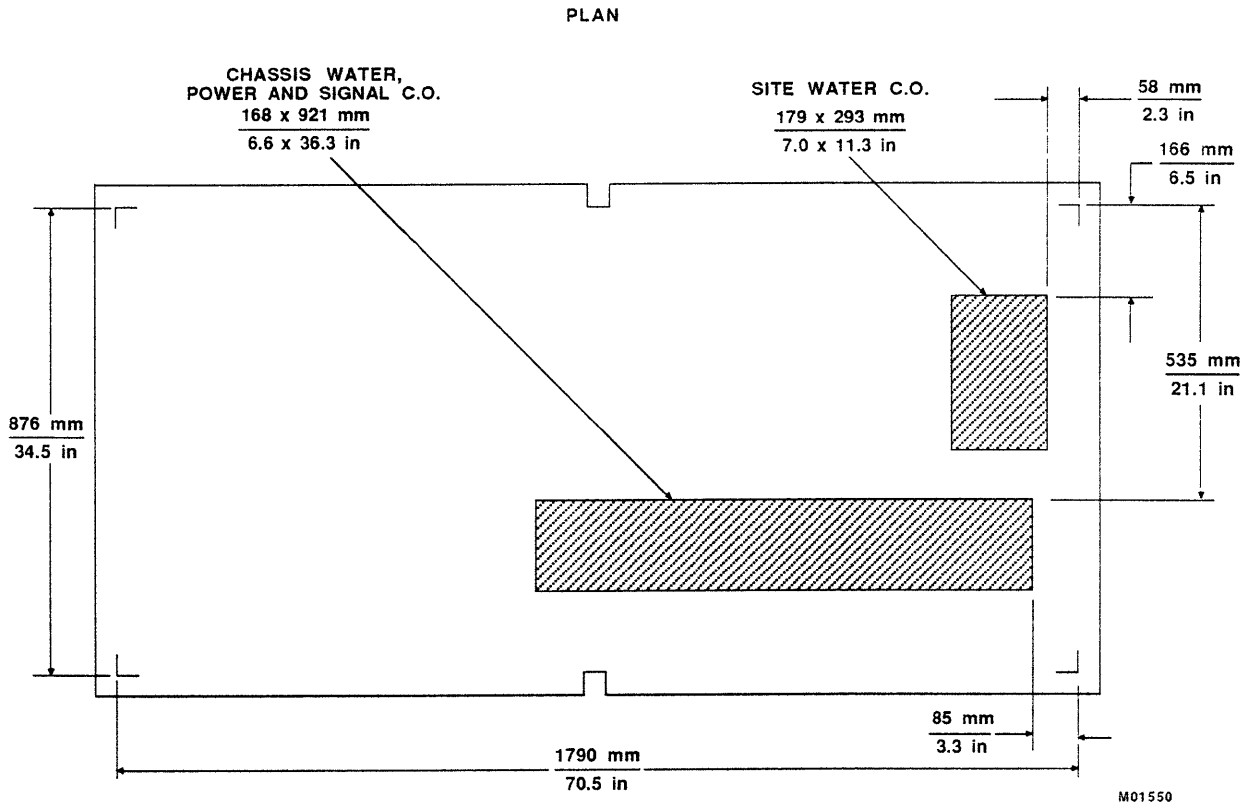 PLAN
CHASSIS WATER,
POWER AND SIGNAL C.O.
168 x 921 mm
6.6 x 36.3 in
SITE WATER C.O.
179 x 293 mm
7.0 x 11.3 in
58 mm
2.3 in
166 mm
6.5 in
535 mm
21.1 in
876 mm
34.5 in
85 mm
3.3 in
1790 mm
70.5 in
M01550